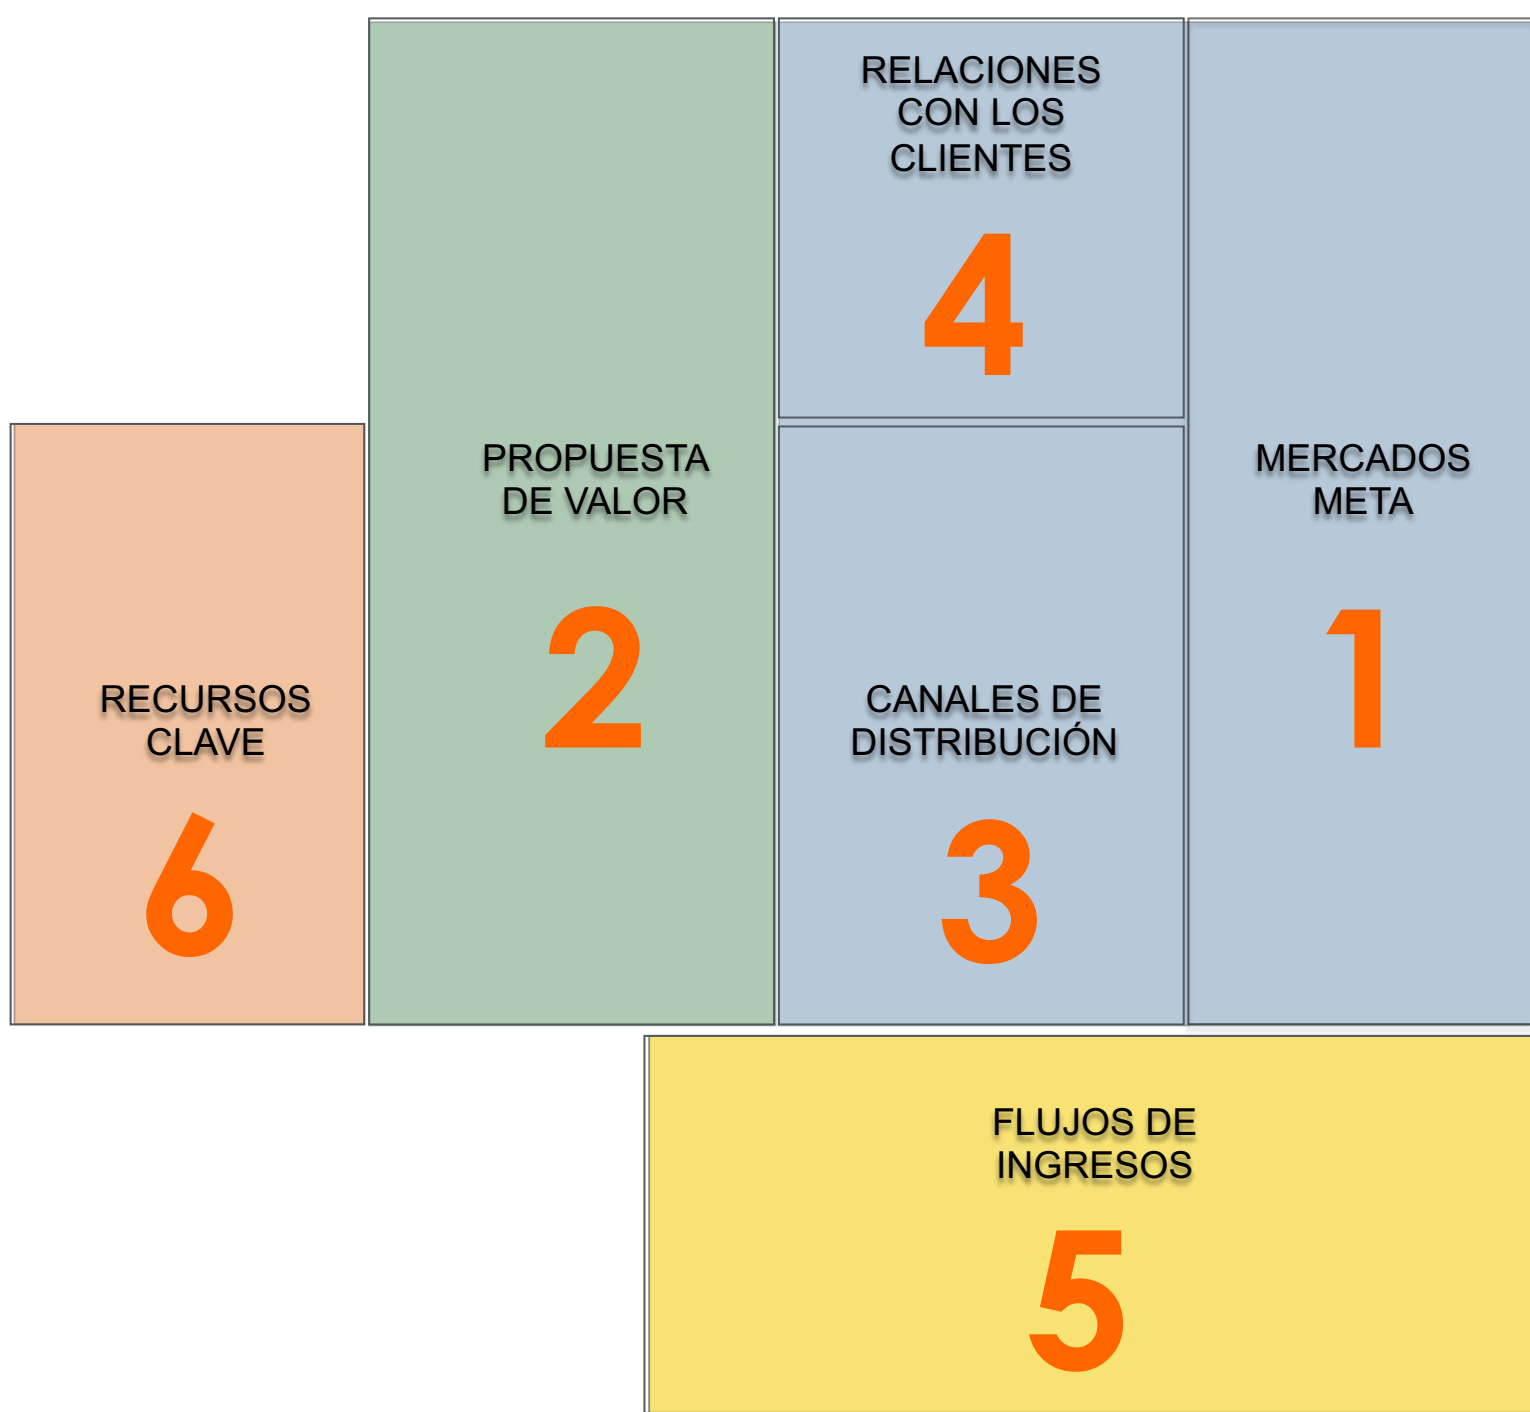 RELACIONES
CON LOS
CLIENTES
4
PROPUESTA
DE VALOR
2
MERCADOS
META
1
RECURSOS
CLAVE
6
CANALES DE
DISTRIBUCIÓN
3
FLUJOS DE
INGRESOS
5